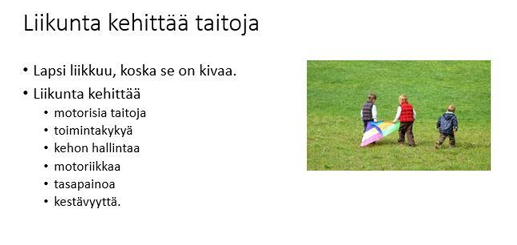 Liikunta kehittää taitoja
• Lapsi liikkuu, koska se on kivaa.
• Liikunta kehittää
• motorisia taitoja
• toimintakykyä
• kehon hallintaa
• motoriikkaa
• tasapainoa
• kestävyyttä.